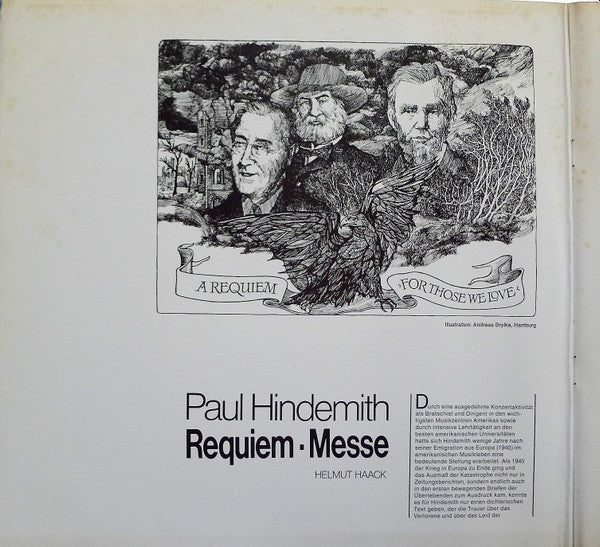 A REQUIEM
›FOR THOSE WE LOVE‹
Illustration: Andreas Brylka, Hamburg
Paul Hindemith
Requiem · Messe
HELMUT HAACK
Durch eine ausgedehnte Konzertaktivität
als Bratschist und Dirigent in den wich-
tigsten Musikzentren Amerikas sowie
durch intensive Lehrtätigkeit an den
besten amerikanischen Universitäten
hatte sich Hindemith wenige Jahre nach
seiner Emigration aus Europa (1940) im
amerikanischen Musikleben eine
bedeutende Stellung erarbeitet. Als 1945
der Krieg in Europa zu Ende ging und
das Ausmaß der Katastrophe nicht nur in
Zeitungsberichten, sondern endlich auch
in den ersten bewegenden Briefen der
Überlebenden zum Ausdruck kam, konnte
es für Hindemith nur einen dichterischen
Text geben, der die Trauer über das
Verlorene und über das Leid der